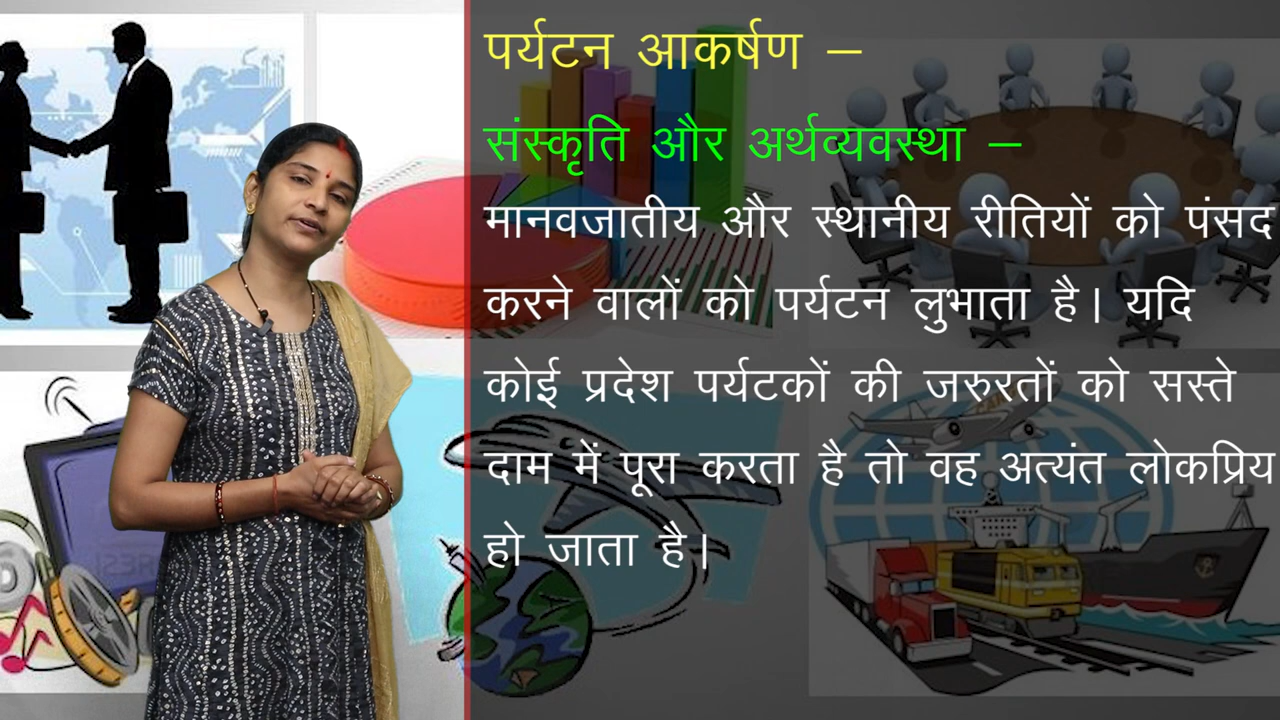 पर्यटन आकर्षण –
संस्कृति और अर्थव्यवस्था –
मानवजातीय और स्थानीय रीतियों को पंसद
करने वालों को पर्यटन लुभाता है। यदि
कोई प्रदेश पर्यटकों की जरुरतों को सस्ते
दाम में पूरा करता है तो वह अत्यंत लोकप्रिय
हो जाता है।